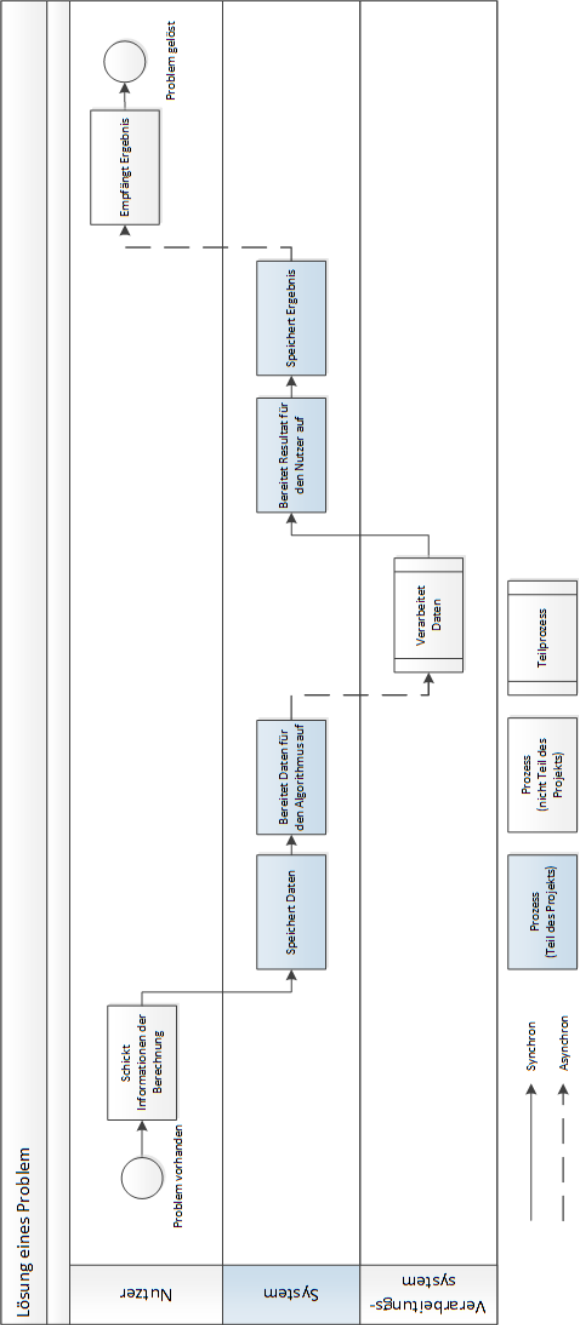 Lösung eines Problem
Nutzer
Problem vorhanden
Schickt
Informationen der
Berechnung
Empfängt Ergebnis
Problem gelöst
System
Speichert Daten
Bereitet Daten für
den Algorithmus auf
Bereitet Resultat für
den Nutzer auf
Speichert Ergebnis
Verarbeitungs-
system
Verarbeitet
Daten
Synchron
Asynchron
Prozess
(Teil des Projekts)
Prozess
(nicht Teil des
Projekts)
Teilprozess